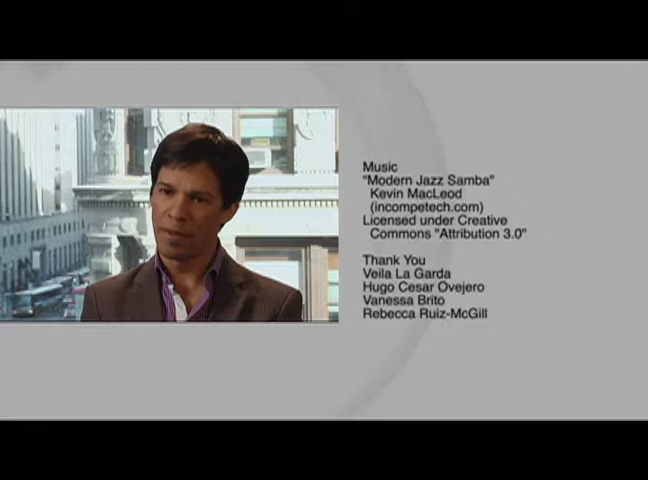 Music
"Modern Jazz Samba"
Kevin MacLeod
(incompetech.com)
Licensed under Creative
Commons "Attribution 3.0"
Thank You
Veila La Garda
Hugo Cesar Ovejero
Vanessa Brito
Rebecca Ruiz-McGill